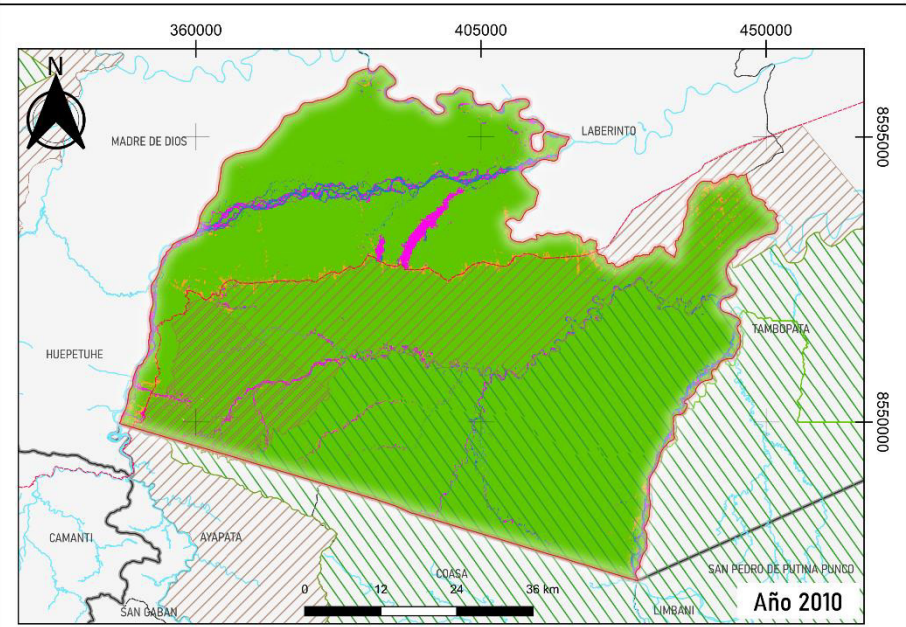 360000
405000
450000
N
8595000
LABERINTO
MADRE DE DIOS
TAMBOPATA
HUEPETUHE
8550000
CAMANTI
AYAPATA
COASA
SAN PEDRO DE PUTINA PUNCO
0 12 24 36 km
SAN GABAN
LIMBANI
Año 2010